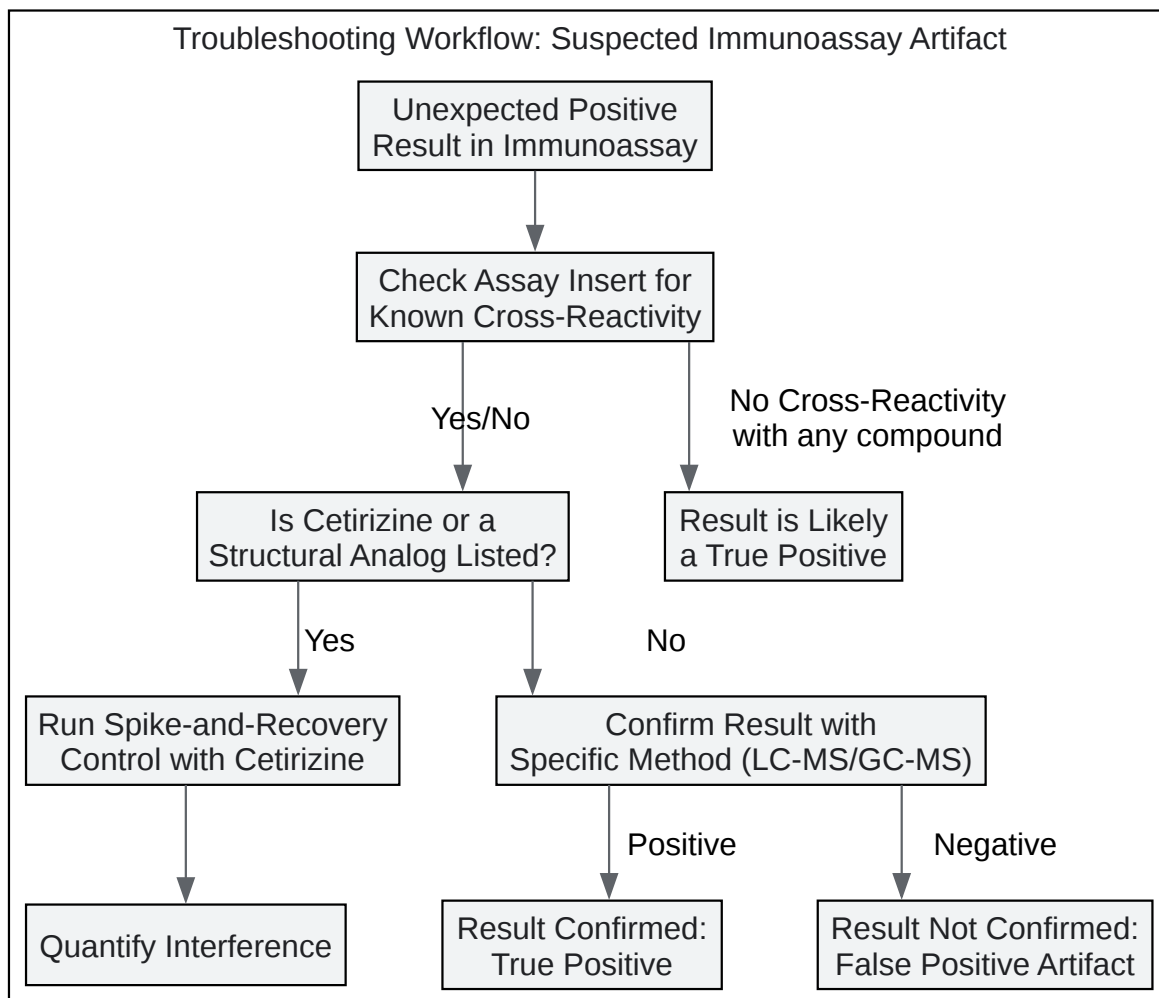 Troubleshooting Workflow: Suspected Immunoassay Artifact
Unexpected Positive
Result in Immunoassay
Check Assay Insert for
Known Cross-Reactivity
Yes/No
No Cross-Reactivity
with any compound
Is Cetirizine or a
Structural Analog Listed?
Result is Likely
a True Positive
Yes
No
Run Spike-and-Recovery
Control with Cetirizine
Confirm Result with
Specific Method (LC-MS/GC-MS)
Positive
Negative
Quantify Interference
Result Confirmed:
True Positive
Result Not Confirmed:
False Positive Artifact